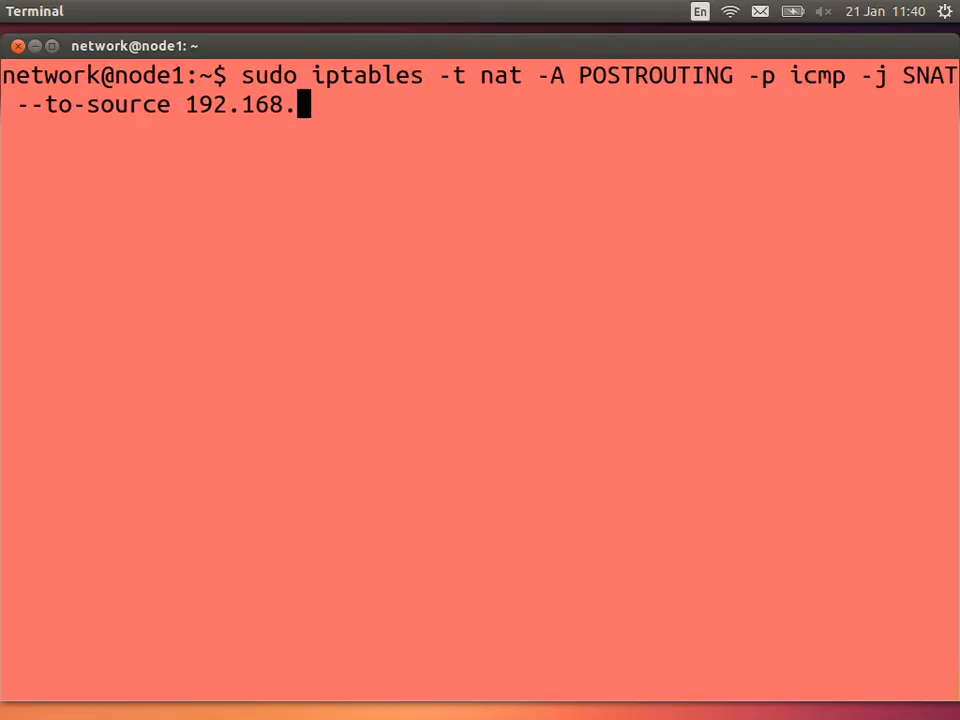 Terminal
En
21 Jan 11:40
network@node1: ~
network@node1:~$ sudo iptables -t nat -A POSTROUTING -p icmp -j SNAT
--to-source 192.168.